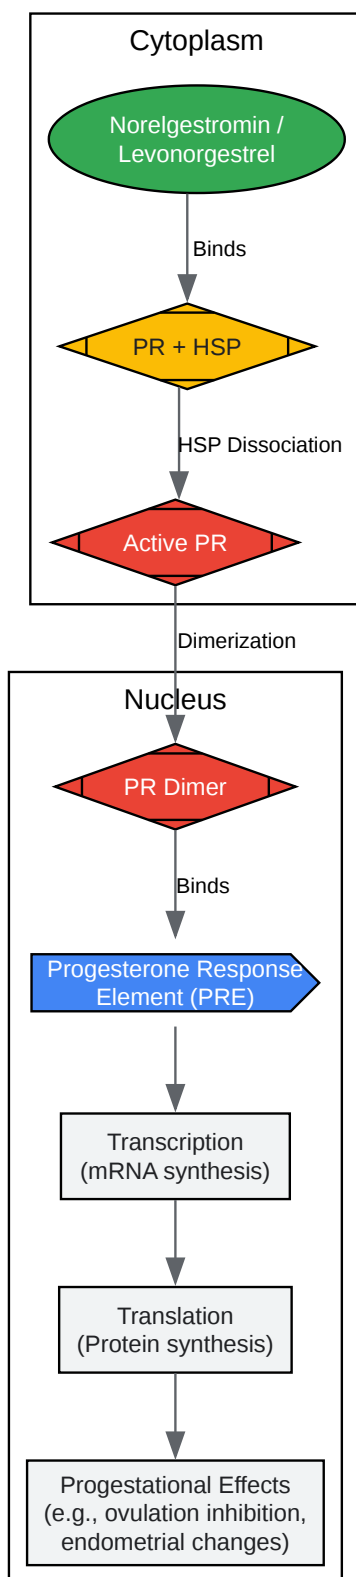 Cytoplasm
Norelgestromin /
Levonorgestrel
Binds
PR + HSP
HSP Dissociation
Active PR
Dimerization
Nucleus
PR Dimer
Binds
Progesterone Response
Element (PRE)
Transcription
(mRNA synthesis)
Translation
(Protein synthesis)
Progestational Effects
(e.g., ovulation inhibition,
endometrial changes)